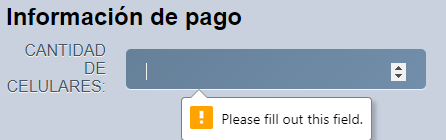 Información de pago
CANTIDAD
DE
CELULARES:
Please fill out this field.